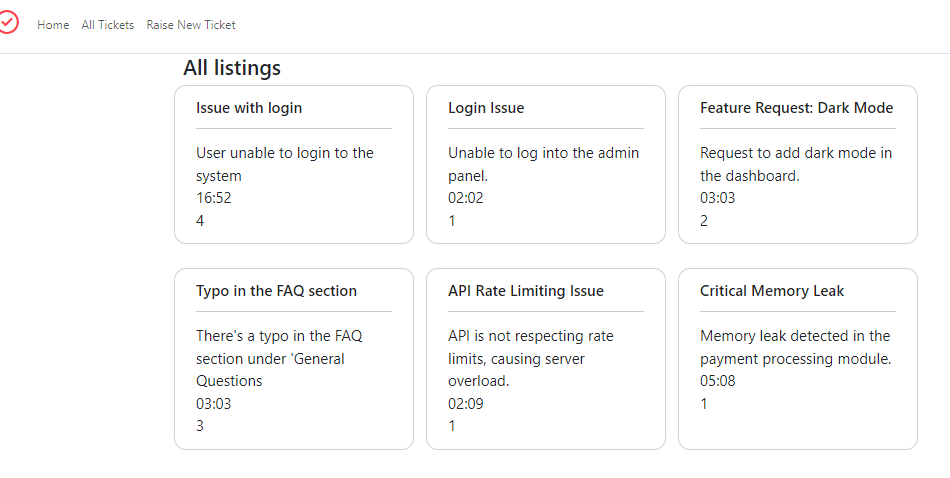 Home All Tickets Raise New Ticket
All listings
Issue with login
User unable to login to the
system
16:52
4
Login Issue
Unable to log into the admin
panel.
02:02
1
Feature Request: Dark Mode
Request to add dark mode in
the dashboard.
03:03
2
Typo in the FAQ section
There's a typo in the FAQ
section under 'General
Questions
03:03
3
API Rate Limiting Issue
API is not respecting rate
limits, causing server
overload.
02:09
1
Critical Memory Leak
Memory leak detected in the
payment processing module.
05:08
1